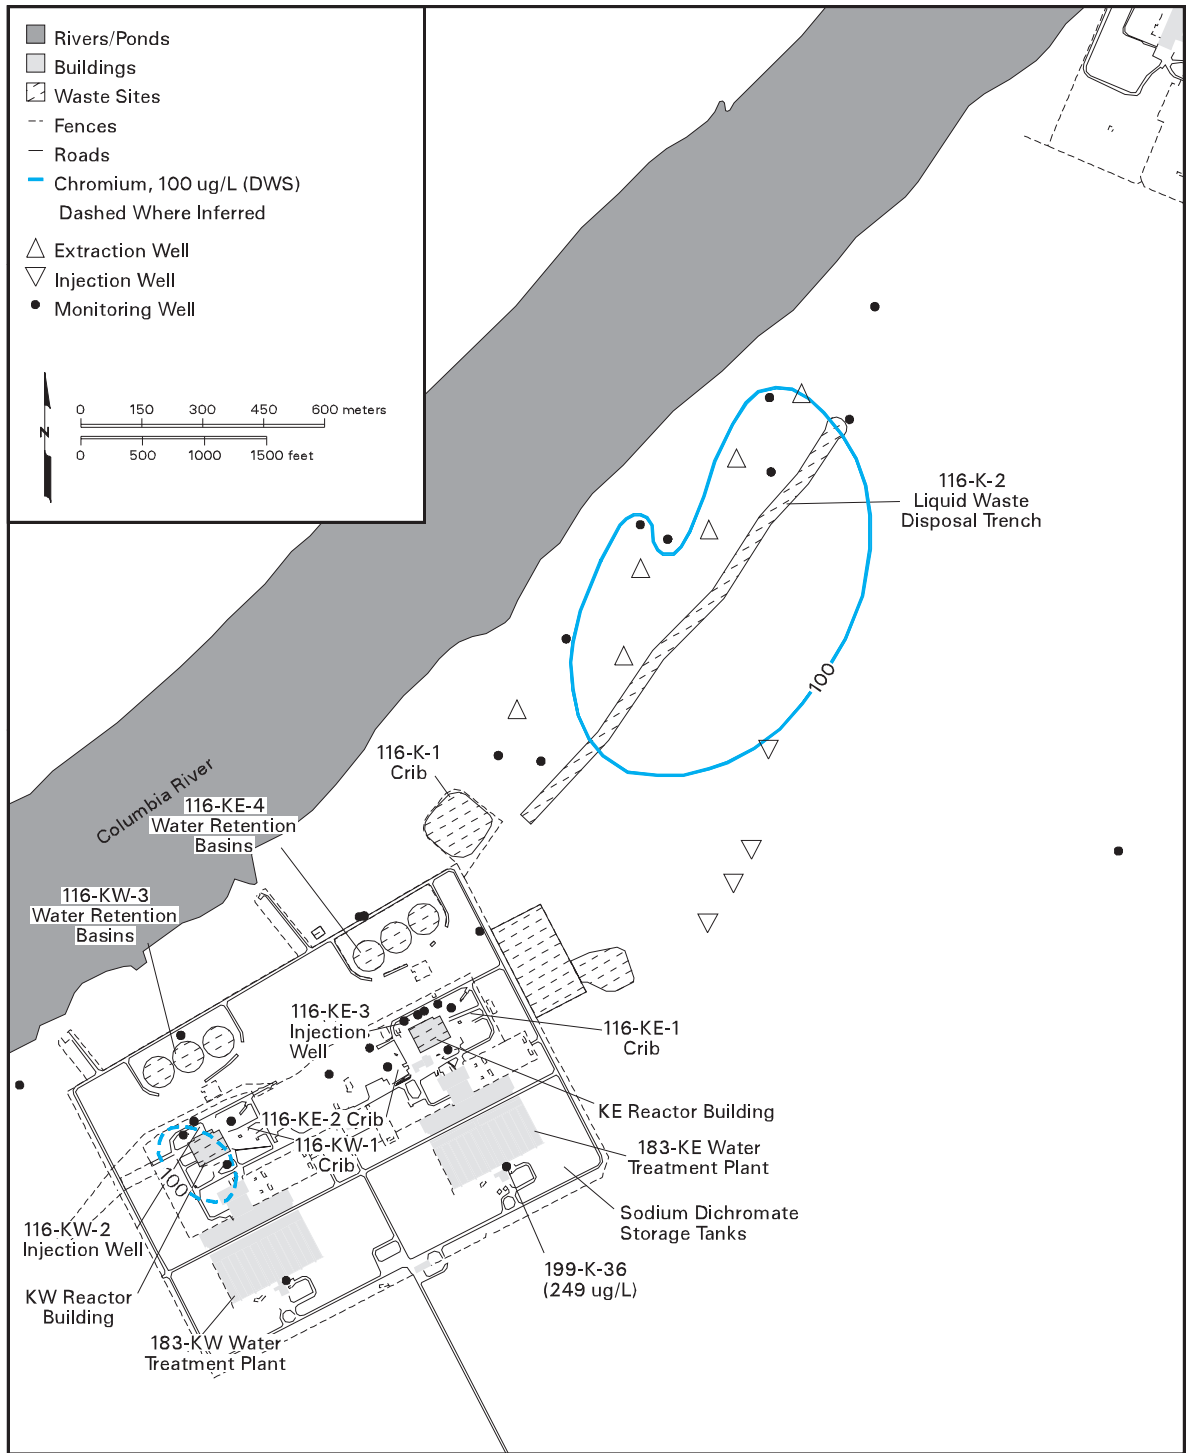 Rivers/Ponds
Buildings
Waste Sites
Fences
Roads
Chromium, 100 ug/L (DWS)
Dashed Where Inferred
Extraction Well
Injection Well
Monitoring Well
N
0 150 300 450 600 meters
0 500 1000 1500 feet
116-K-2
Liquid Waste
Disposal Trench
100
116-K-1
Crib
Columbia River
116-KE-4
Water Retention
Basins
116-KW-3
Water Retention
Basins
116-KE-3
Injection
Well
116-KE-1
Crib
KE Reactor Building
116-KE-2 Crib
116-KW-1
Crib
183-KE Water
Treatment Plant
100
Sodium Dichromate
Storage Tanks
116-KW-2
Injection Well
199-K-36
(249 ug/L)
KW Reactor
Building
183-KW Water
Treatment Plant